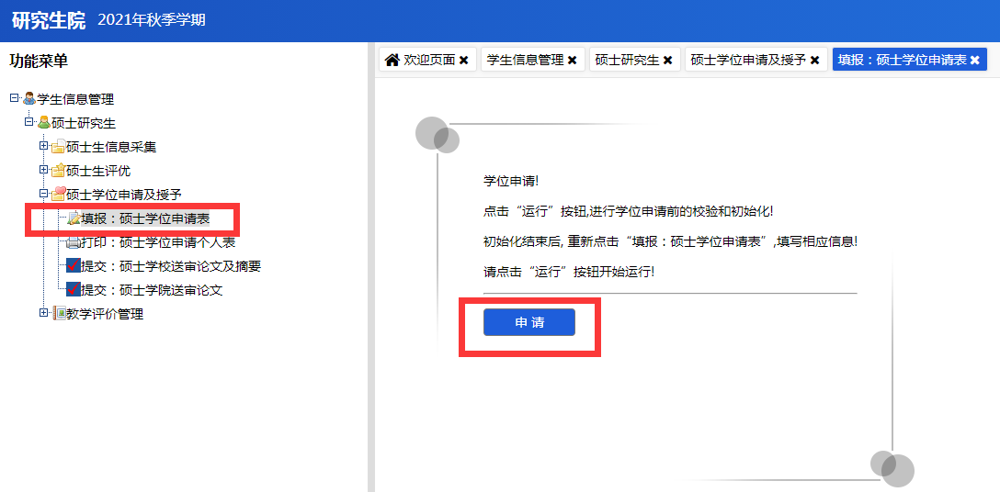 研究生院 2021年秋季学期
功能菜单
学生信息管理
硕士研究生
硕士生信息采集
硕士生评优
硕士学位申请及授予
填报：硕士学位申请表
打印：硕士学位申请个人表
提交：硕士学校送审论文及摘要
提交：硕士学院送审论文
教学评价管理
欢迎页面 学生信息管理 硕士研究生 硕士学位申请及授予 填报：硕士学位申请表
学位申请!
点击“运行”按钮,进行学位申请前的校验和初始化!
初始化结束后, 重新点击“填报：硕士学位申请表”,填写相应信息!
请点击“运行”按钮开始运行!
申 请